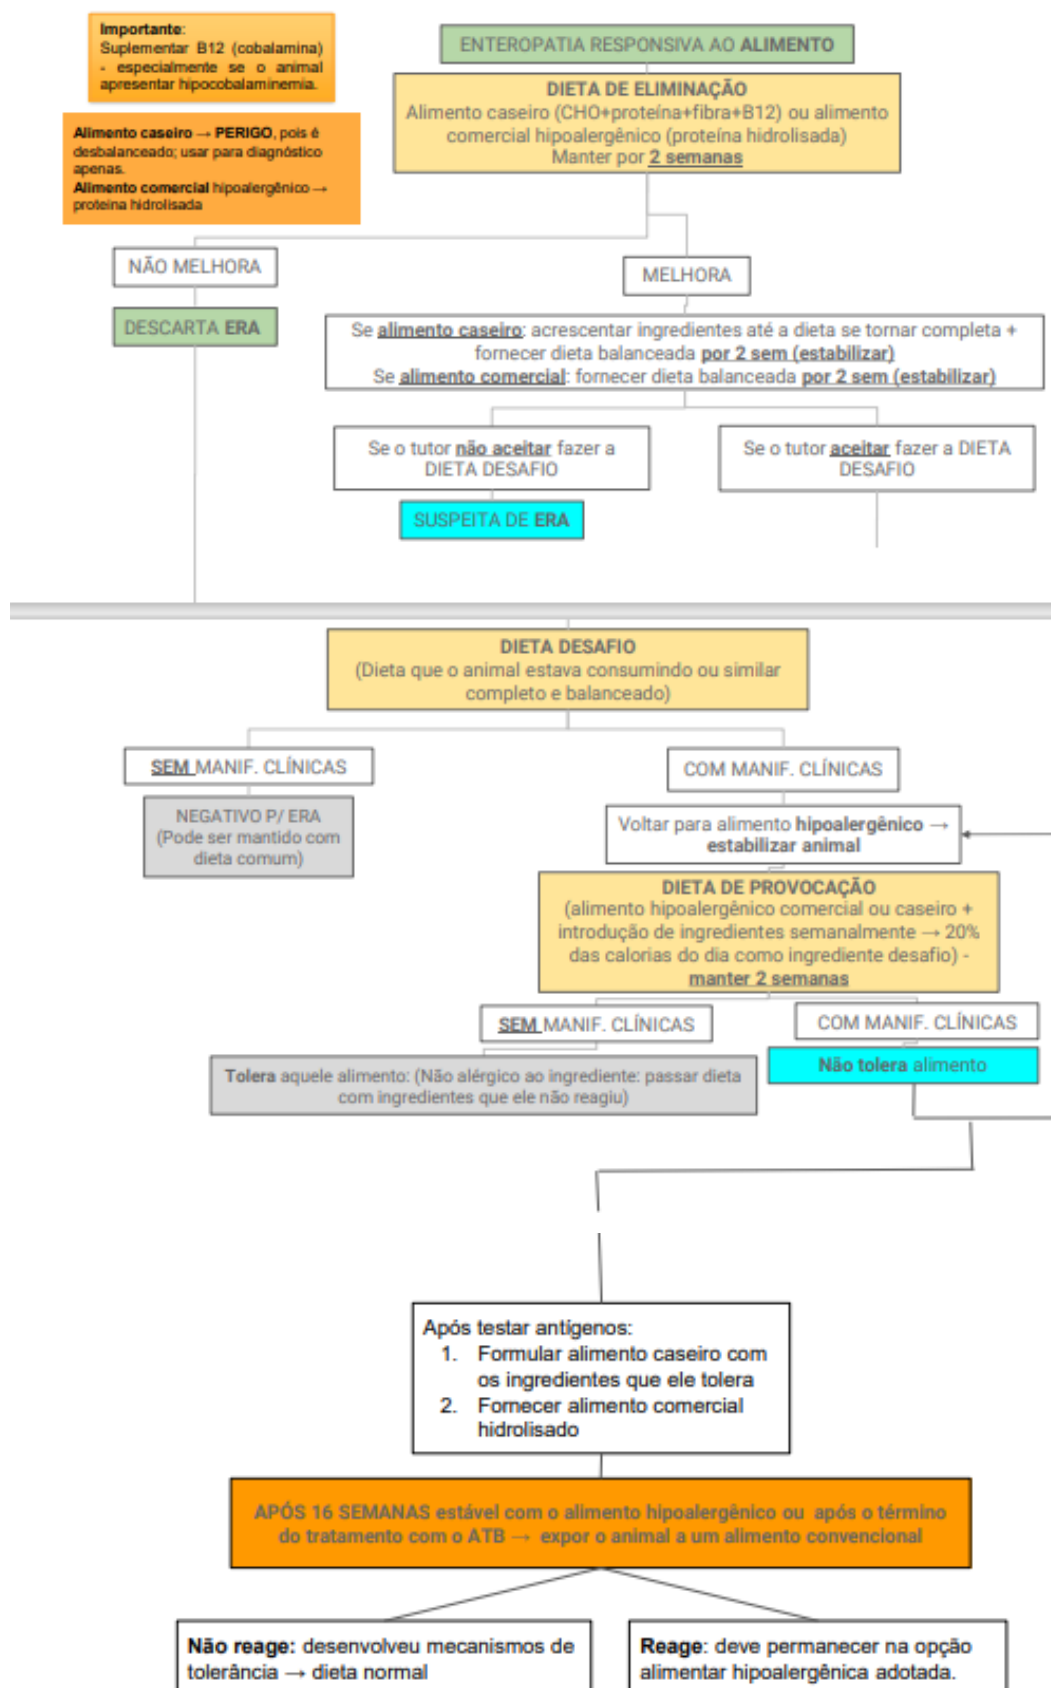 Importante:
Suplementar B12 (cobalamina)
- especialmente se o animal
apresentar hipocobalaminemia.
Alimento caseiro → PERIGO, pois é
desbalanceado; usar para diagnóstico
apenas.
Alimento comercial hipoalergênico →
proteina hidrolisada
ENTEROPATIA RESPONSIVA AO ALIMENTO
DIETA DE ELIMINAÇÃO
Alimento caseiro (CHO+proteína+fibra+B12) ou alimento
comercial hipoalergênico (proteína hidrolisada)
Manter por 2 semanas
NÃO MELHORA
MELHORA
DESCARTA ERA
Se alimento caseiro: acrescentar ingredientes até a dieta se tornar completa +
fornecer dieta balanceada por 2 sem (estabilizar)
Se alimento comercial: fornecer dieta balanceada por 2 sem (estabilizar)
Se o tutor não aceitar fazer a
DIETA DESAFIO
Se o tutor aceitar fazer a DIETA
DESAFIO
SUSPEITA DE ERA
DIETA DESAFIO
(Dieta que o animal estava consumindo ou similar
completo e balanceado)
SEM MANIF. CLÍNICAS
COM MANIF. CLÍNICAS
NEGATIVO P/ ERA
(Pode ser mantido com
dieta comum)
Voltar para alimento hipoalergênico →
estabilizar animal
DIETA DE PROVOCAÇÃO
(alimento hipoalergênico comercial ou caseiro +
introdução de ingredientes semanalmente → 20%
das calorias do dia como ingrediente desafio) -
manter 2 semanas
SEM MANIF. CLÍNICAS
COM MANIF. CLÍNICAS
Tolera aquele alimento: (Não alérgico ao ingrediente: passar dieta
com ingredientes que ele não reagiu)
Não tolera alimento
Após testar antígenos:
1. Formular alimento caseiro com
os ingredientes que ele tolera
2. Fornecer alimento comercial
hidrolisado
APÓS 16 SEMANAS estável com o alimento hipoalergênico ou após o término
do tratamento com o ATB → expor o animal a um alimento convencional
Não reage: desenvolveu mecanismos de
tolerância → dieta normal
Reage: deve permanecer na opção
alimentar hipoalergênica adotada.